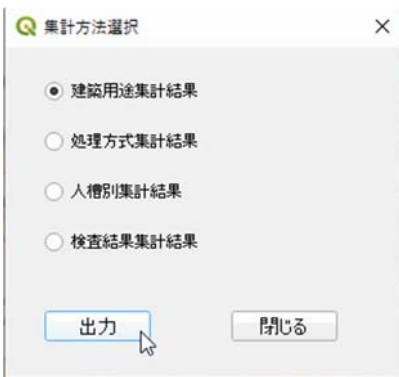 集計方法選択
建築用途集計結果
処理方式集計結果
人槽別集計結果
検査結果集計結果
出力 閉じる